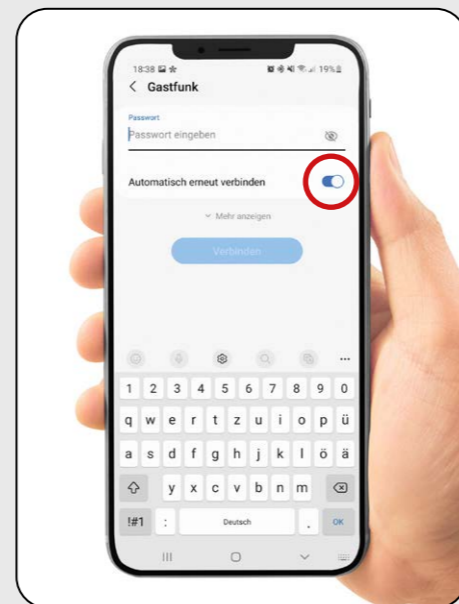 18:38 19%
< Gastfunk
Passwort
Passwort eingeben
Automatisch erneut verbinden
Mehr anzeigen
Verbinden
1 2 3 4 5 6 7 8 9 0
q w e r t z u i o p ü
a s d f g h j k l ö ä
y x c v b n m
!#1 : Deutsch . OK